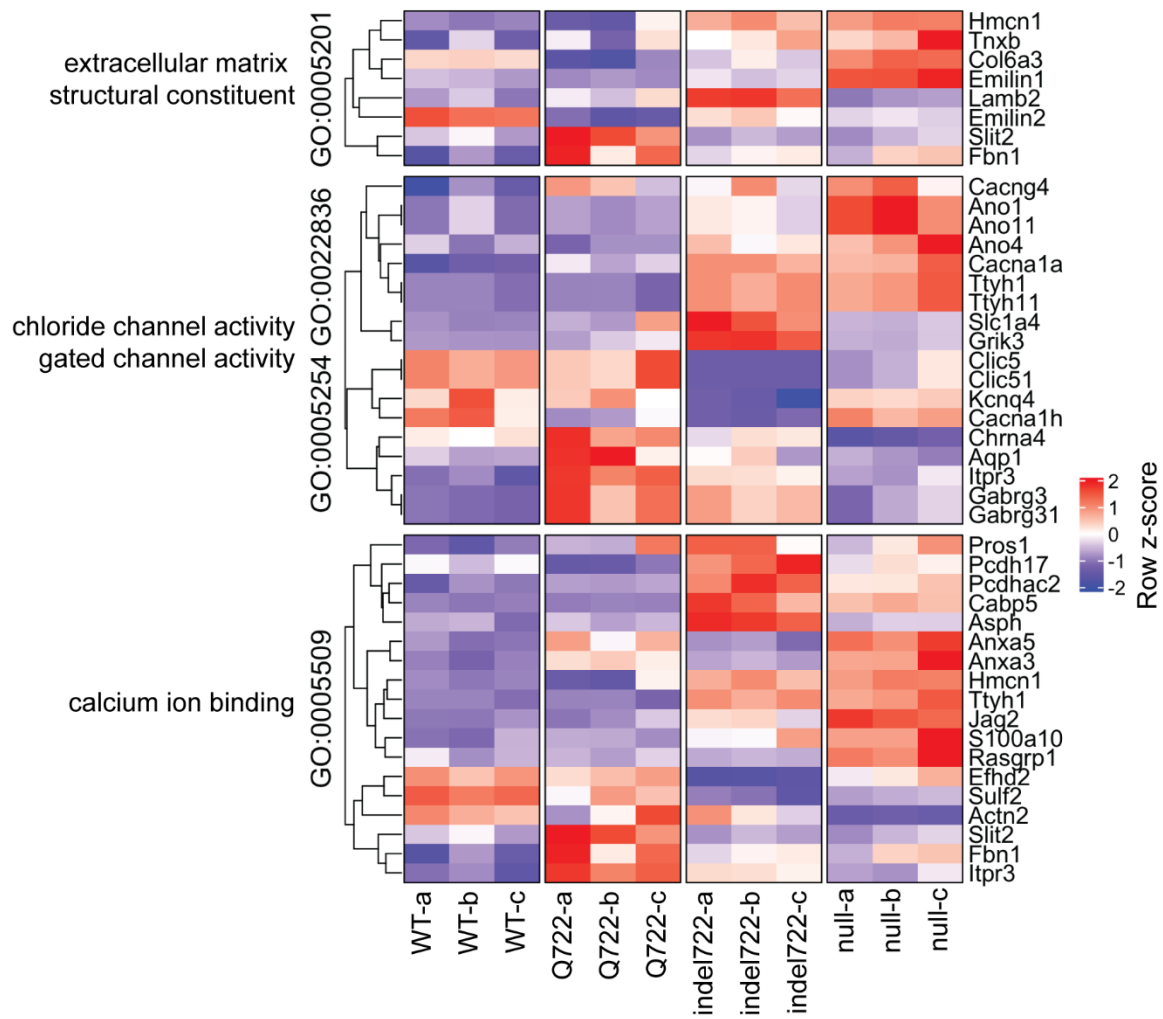 extracellular matrix
structural constituent
GO:0005201
Hmcn1
Tnxb
Col6a3
Emilin1
Lamb2
Emilin2
Slit2
Fbn1
chloride channel activity
gated channel activity
GO:0022836
GO:0005254
Cacng4
Ano1
Ano11
Ano4
Cacna1a
Ttyh1
Ttyh11
Slc1a4
Grik3
Clic5
Clic51
Kcnq4
Cacna1h
Chrna4
Aqp1
Itpr3
Gabrg3
Gabrg31
calcium ion binding
GO:0005509
Pros1
Pcdh17
Pcdhac2
Cabp5
Asph
Anxa5
Anxa3
Hmcn1
Ttyh1
Jag2
S100a10
Rasgrp1
Efhd2
Sulf2
Actn2
Slit2
Fbn1
Itpr3
2
1
0
-1
-2
Row z-score
WT-a
WT-b
WT-c
Q722-a
Q722-b
Q722-c
indel722-a
indel722-b
indel722-c
null-a
null-b
null-c